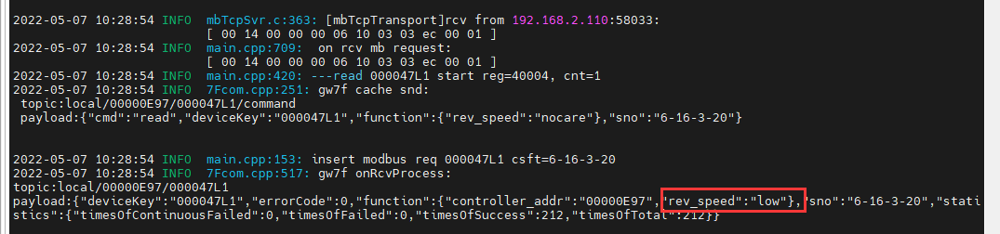 2022-05-07 10:28:54 INFO  mbTcpSvr.c:363: [mbTcpTransport]rcv from 192.168.2.110:58033:
[ 00 14 00 00 00 06 10 03 03 ec 00 01 ]
2022-05-07 10:28:54 INFO  main.cpp:709:  on rcv mb request:
[ 00 14 00 00 00 06 10 03 03 ec 00 01 ]
2022-05-07 10:28:54 INFO  main.cpp:420: ---read 000047L1 start reg=40004, cnt=1
2022-05-07 10:28:54 INFO  7Fcom.cpp:251: gw7f cache snd:
topic:local/00000E97/000047L1/command
payload:{"cmd":"read","deviceKey":"000047L1","function":{"rev_speed":"nocare"},"sno":"6-16-3-20"}
2022-05-07 10:28:54 INFO  main.cpp:153: insert modbus req 000047L1 csft=6-16-3-20
2022-05-07 10:28:54 INFO  7Fcom.cpp:517: gw7f onRcvProcess:
topic:local/00000E97/000047L1
payload:{"deviceKey":"000047L1","errorCode":0,"function":{"controller_addr":"00000E97","rev_speed":"low"},"sno":"6-16-3-20","stati
stics":{"timesOfContinuousFailed":0,"timesOfFailed":0,"timesOfSuccess":212,"timesOfTotal":212}}